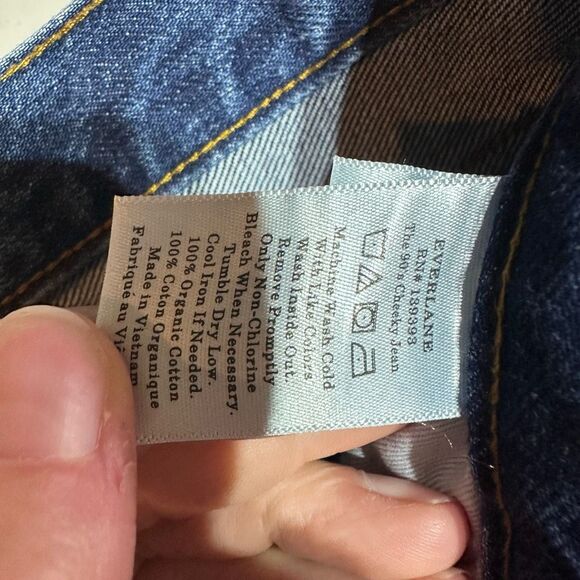 EVERLANE
RN# 139393
The 90s Cheeky Jean
Machine Wash Cold
With Like Colors
Wash Inside Out.
Remove Promptly
Only Non-Chlorine
Bleach When Necessary.
Tumble Dry Low.
Cool Iron If Needed.
100% Organic Cotton
100% Coton Organique
Made in Vietnam
Fabriqué au Vietnam